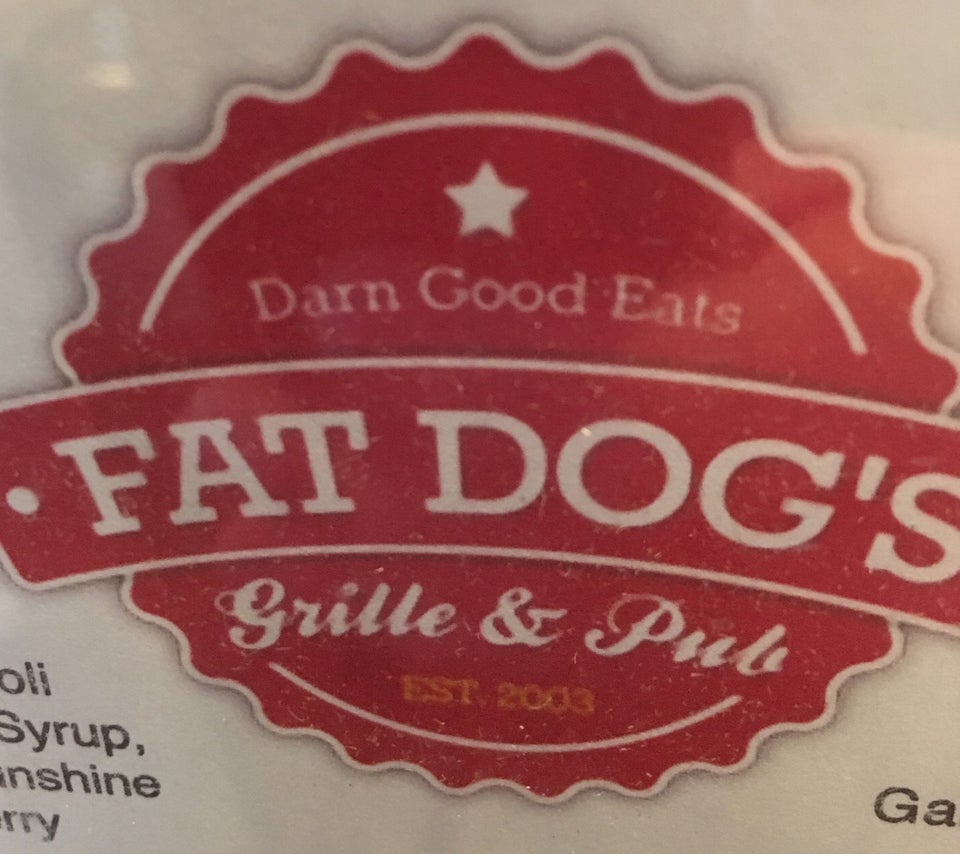 Darn Good Eats
• FAT DOG'S
Grille & Pub
EST. 2003
Syrup,